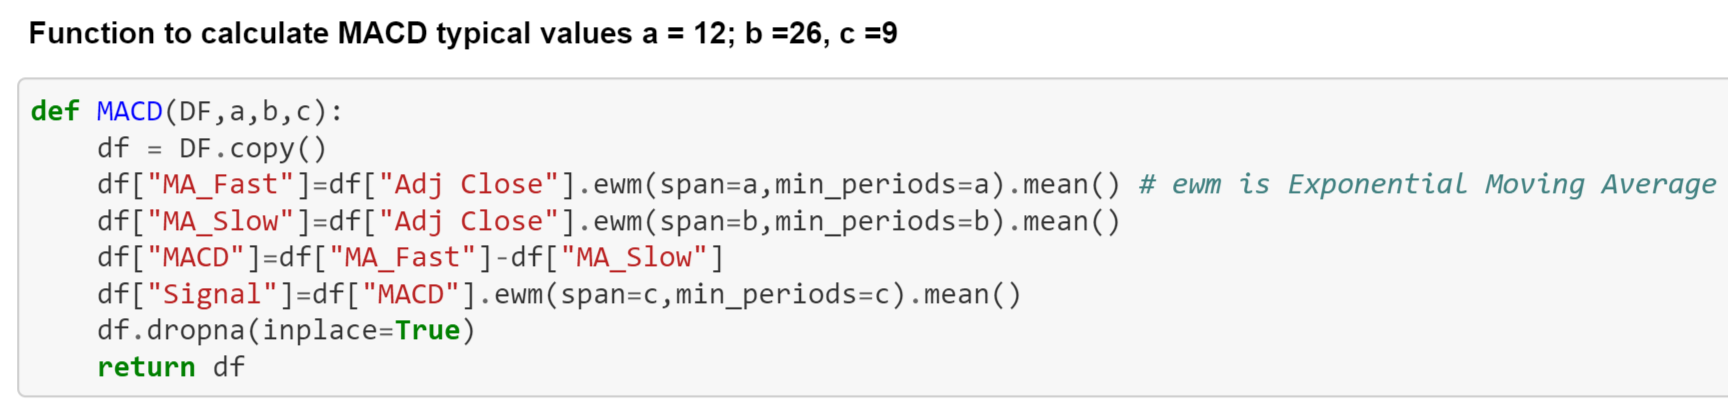 Function to calculate MACD typical values a = 12; b =26, c =9
def MACD(DF,a,b,c):
    df = DF.copy()
    df["MA_Fast"]=df["Adj Close"].ewm(span=a,min_periods=a).mean() # ewm is Exponential Moving Average
    df["MA_Slow"]=df["Adj Close"].ewm(span=b,min_periods=b).mean()
    df["MACD"]=df["MA_Fast"]-df["MA_Slow"]
    df["Signal"]=df["MACD"].ewm(span=c,min_periods=c).mean()
    df.dropna(inplace=True)
    return df